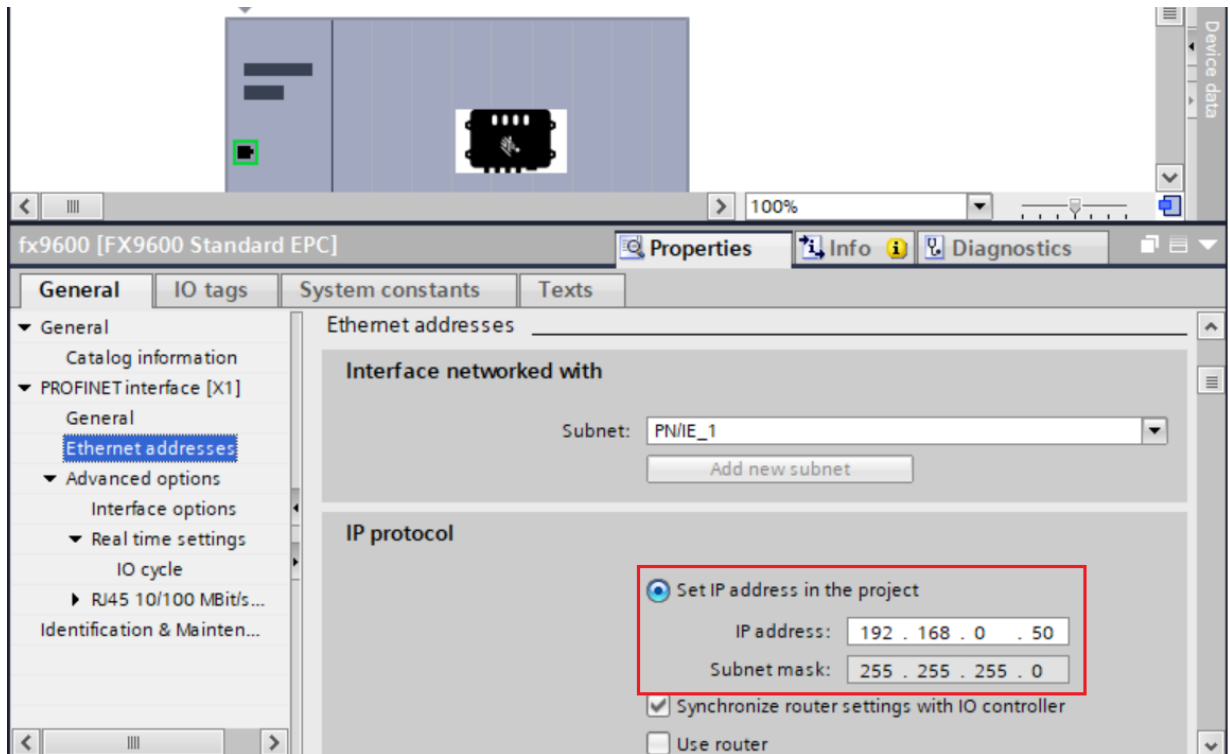 Device data
100%
fx9600 [FX9600 Standard EPC]
Properties
Info
Diagnostics
General
IO tags
System constants
Texts
General
Catalog information
PROFINET interface [X1]
General
Ethernet addresses
Advanced options
Interface options
Real time settings
IO cycle
RJ45 10/100 MBit/s...
Identification & Mainten...
Ethernet addresses
Interface networked with
Subnet: PN/IE_1
Add new subnet
IP protocol
Set IP address in the project
IP address: 192 . 168 . 0 . 50
Subnet mask: 255 . 255 . 255 . 0
Synchronize router settings with IO controller
Use router